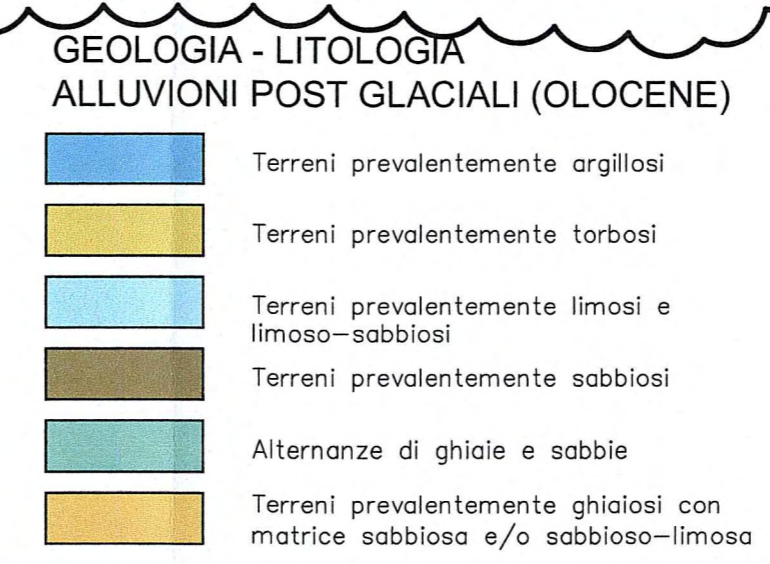 GEOLOGIA - LITOLOGIA
ALLUVIONI POST GLACIALI (OLOCENE)
Terreni prevalentemente argillosi
Terreni prevalentemente torbosi
Terreni prevalentemente limosi e
limoso-sabbiosi
Terreni prevalentemente sabbiosi
Alternanze di ghiaie e sabbie
Terreni prevalentemente ghiaiosi con
matrice sabbiosa e/o sabbioso-limosa